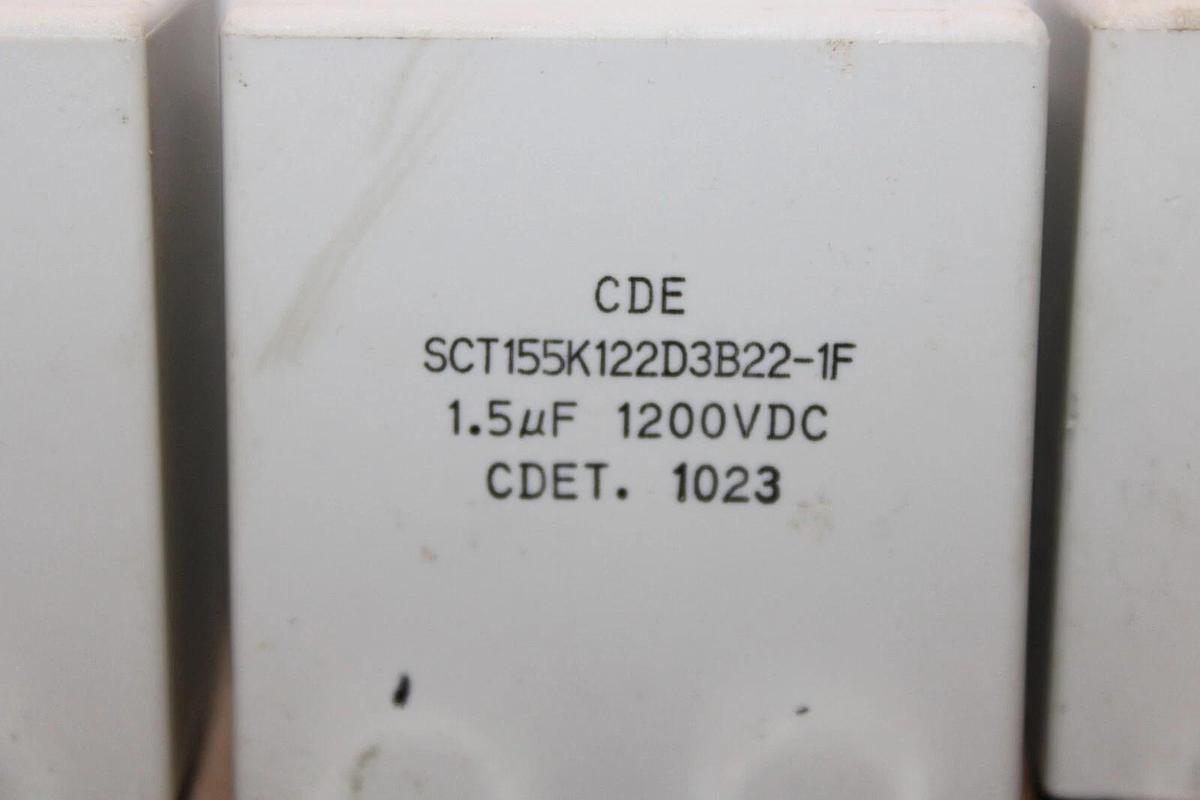 CDE
SCT155K122D3B22-1F
1.5µF 1200VDC
CDET. 1023